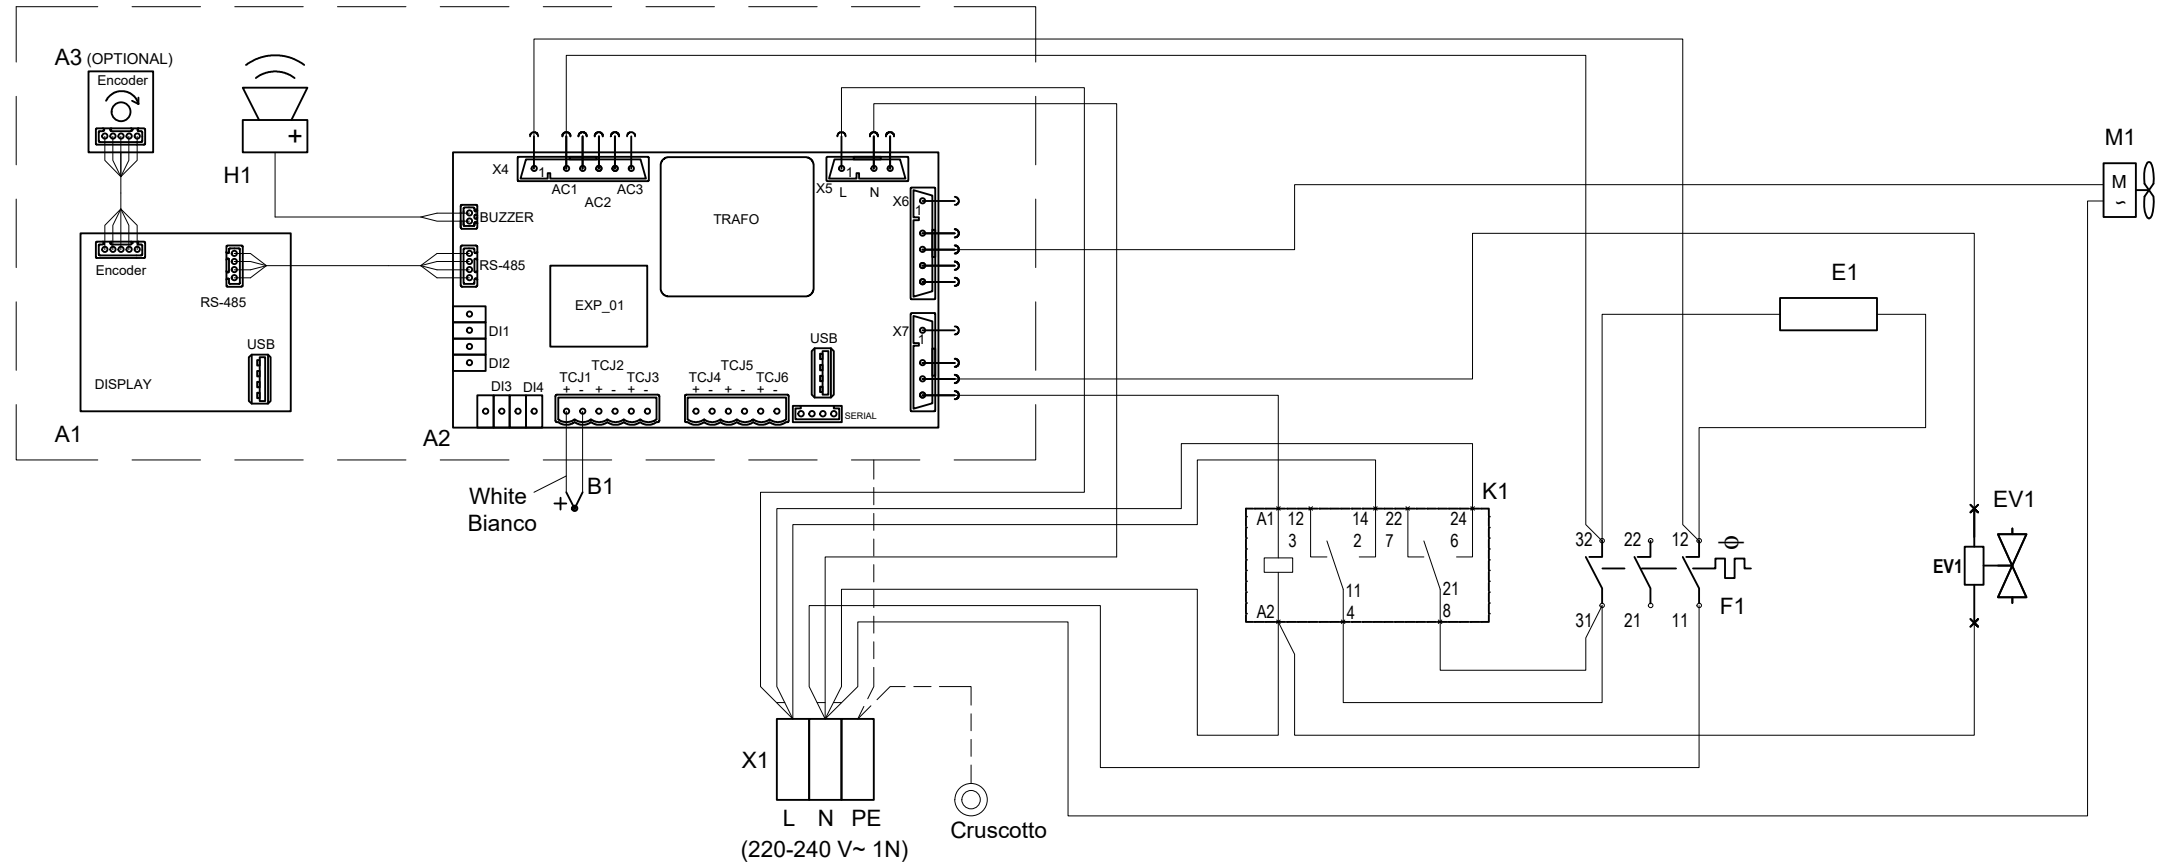 A3 (OPTIONAL)
Encoder
+
H1
Encoder
RS-485
USB
DISPLAY
A1
X4
1
AC1
AC2
AC3
TRAFO
X5
1
L
N
BUZZER
RS-485
EXP_01
X6
1
X7
1
USB
DI1
DI2
DI3
DI4
TCJ1
TCJ2
TCJ3
+ - + - + -
TCJ4
TCJ5
TCJ6
+ - + - + -
SERIAL
A2
White
Bianco
+
B1
M1
M
~
E1
K1
A1
12
14
22
24
3
2
7
6
11
21
A2
4
8
32
22
12
31
21
11
F1
EV1
EV1
X1
L
N
PE
(220-240 V~ 1N)
Cruscotto